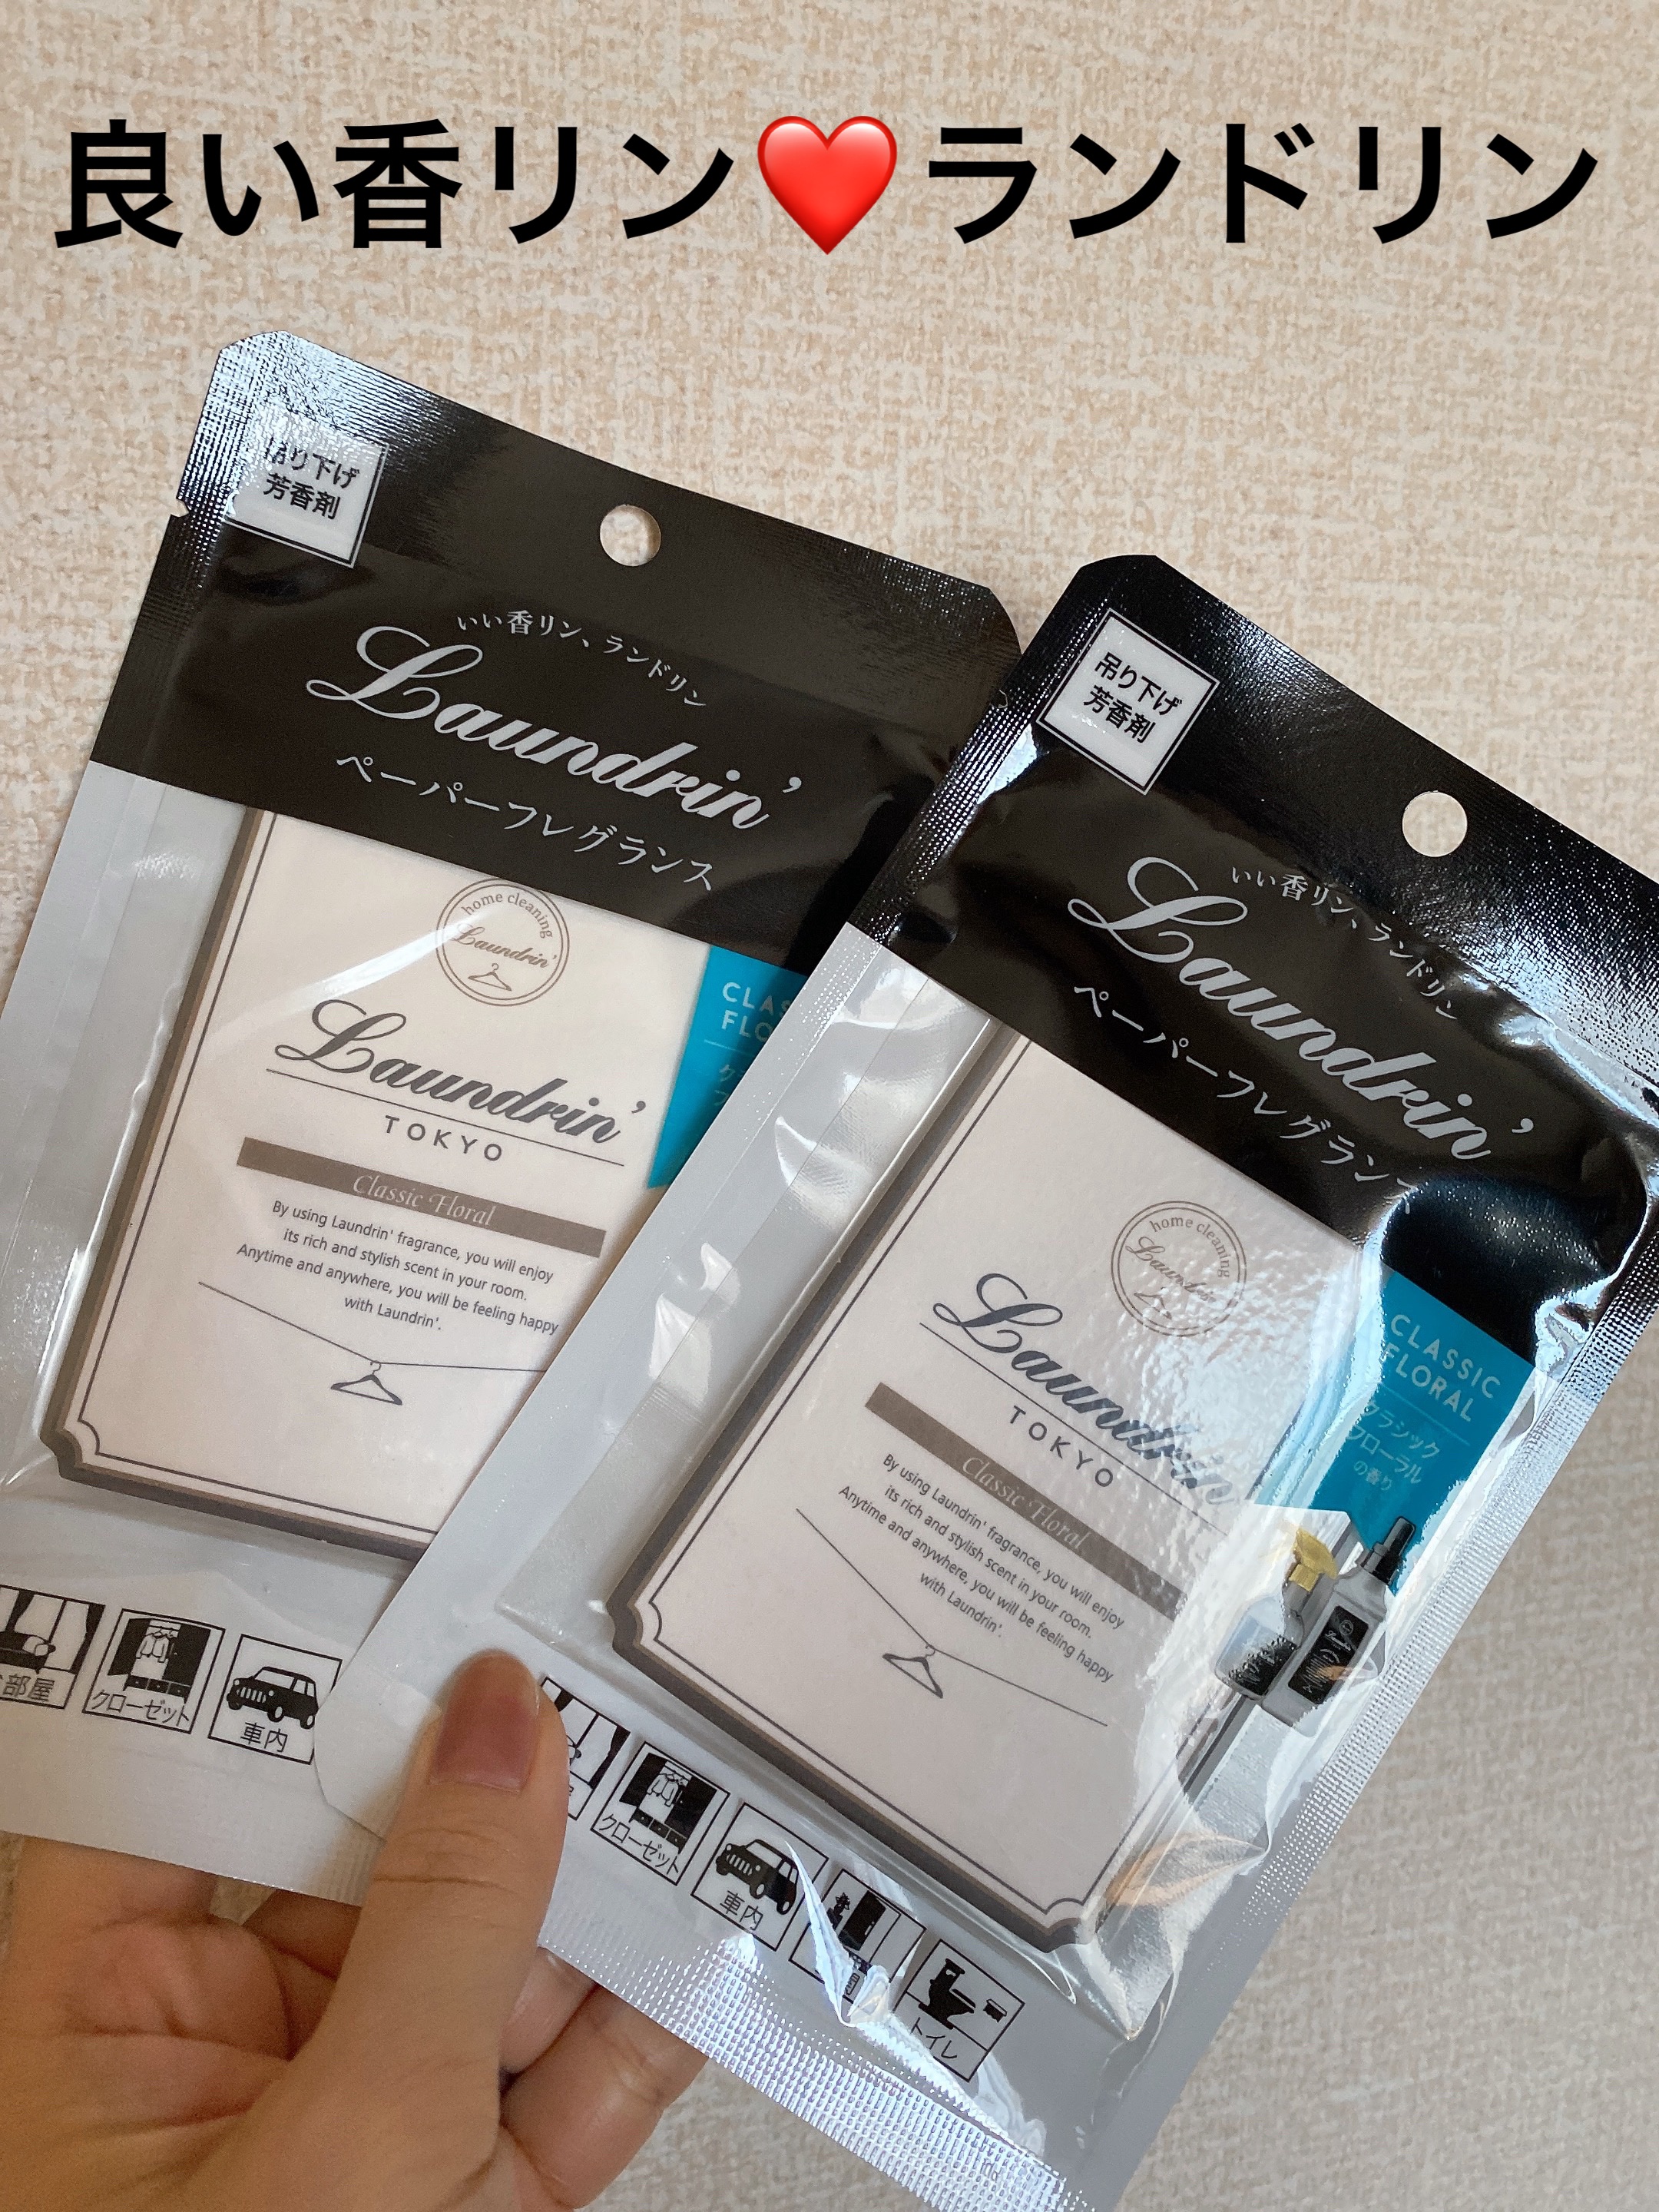 良い香リン❤️ランドリン
吊り下げ
芳香剤
いい香リン、ランドリン
Laundrin'
ペーパーフレグランス
home cleaning
Laundrin'
Laundrin'
TOKYO
Classic Floral
By using Laundrin' fragrance, you will enjoy
its rich and stylish scent in your room.
Anytime and anywhere, you will be feeling happy
with Laundrin'.
部屋
クローゼット
車内
吊り下げ
芳香剤
いい香リン、ランドリン
Laundrin'
ペーパーフレグランス
home cleaning
Laundrin'
Laundrin'
TOKYO
Classic Floral
By using Laundrin' fragrance, you will enjoy
its rich and stylish scent in your room.
Anytime and anywhere, you will be feeling happy
with Laundrin'.
CLASSIC
FLORAL
クラシック
フローラル
の香り
クローゼット
車内
トイレ